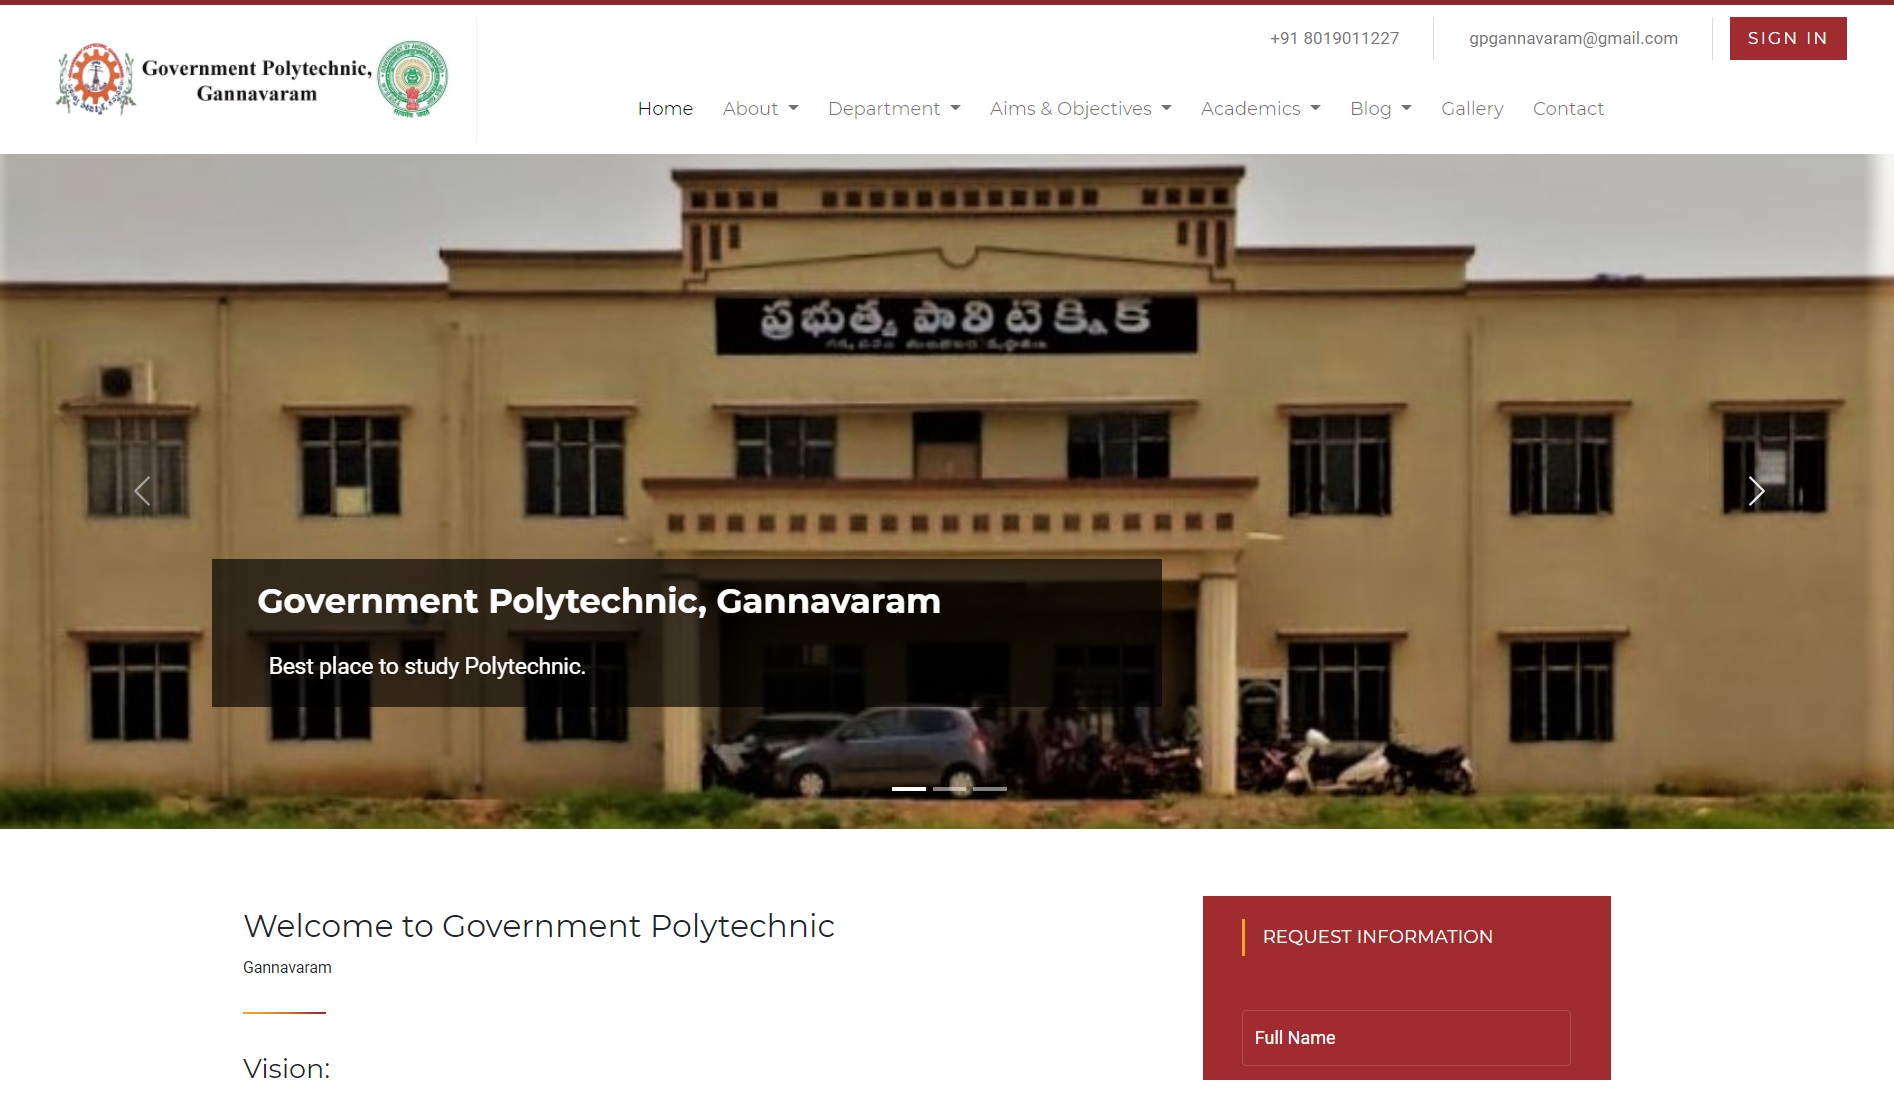 +91 8019011227
gpgannavaram@gmail.com
SIGN IN
Government Polytechnic,
Gannavaram
Home
About
Department
Aims & Objectives
Academics
Blog
Gallery
Contact
ప్రభుత్వ పాలిటెక్నిక్
Government Polytechnic, Gannavaram
Best place to study Polytechnic.
Welcome to Government Polytechnic
Gannavaram
REQUEST INFORMATION
Full Name
Vision: